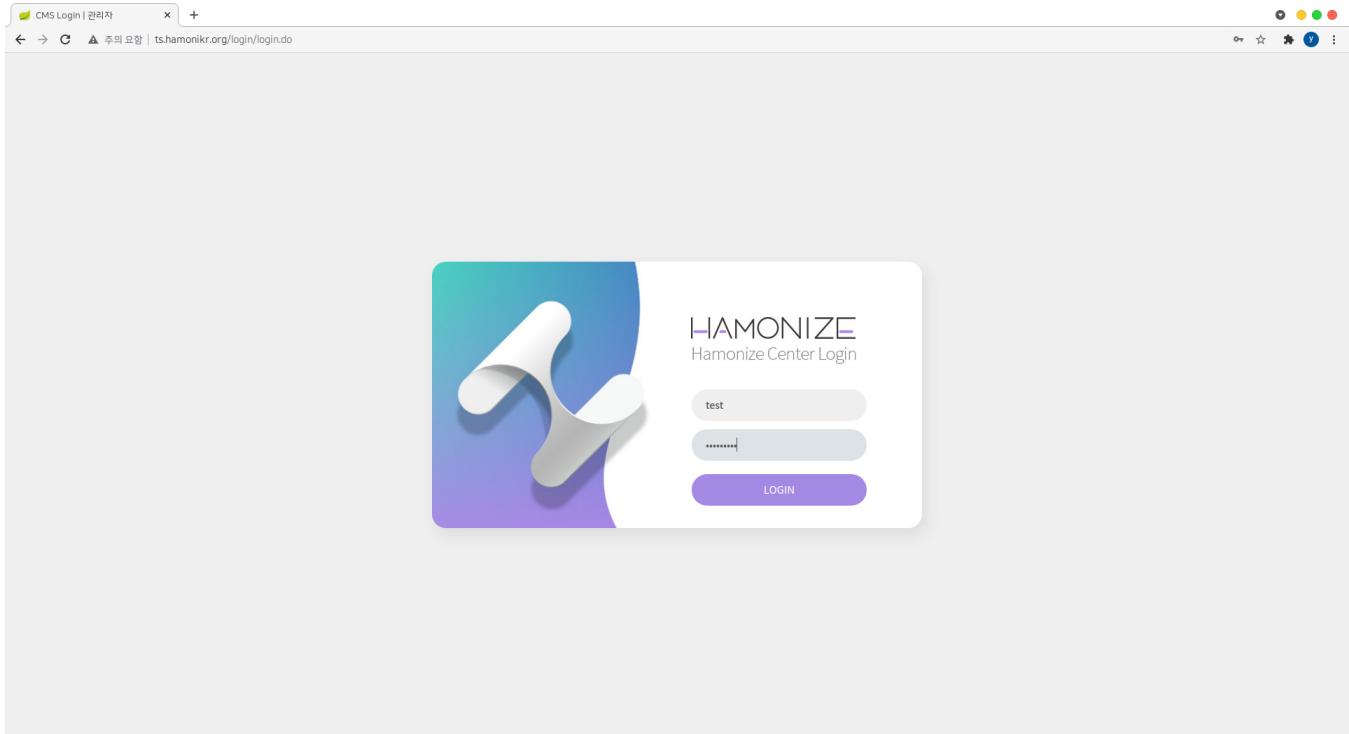 CMS Login | 관리자
주의 요함 ts.hamonikr.org/login/login.do
y
HAMONIZE
Hamonize Center Login
test
•••••••••
LOGIN